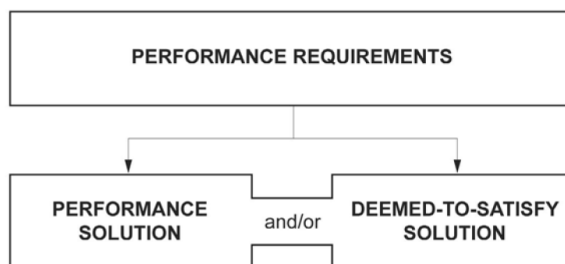 PERFORMANCE REQUIREMENTS
PERFORMANCE
SOLUTION
and/or
DEEMED-TO-SATISFY
SOLUTION